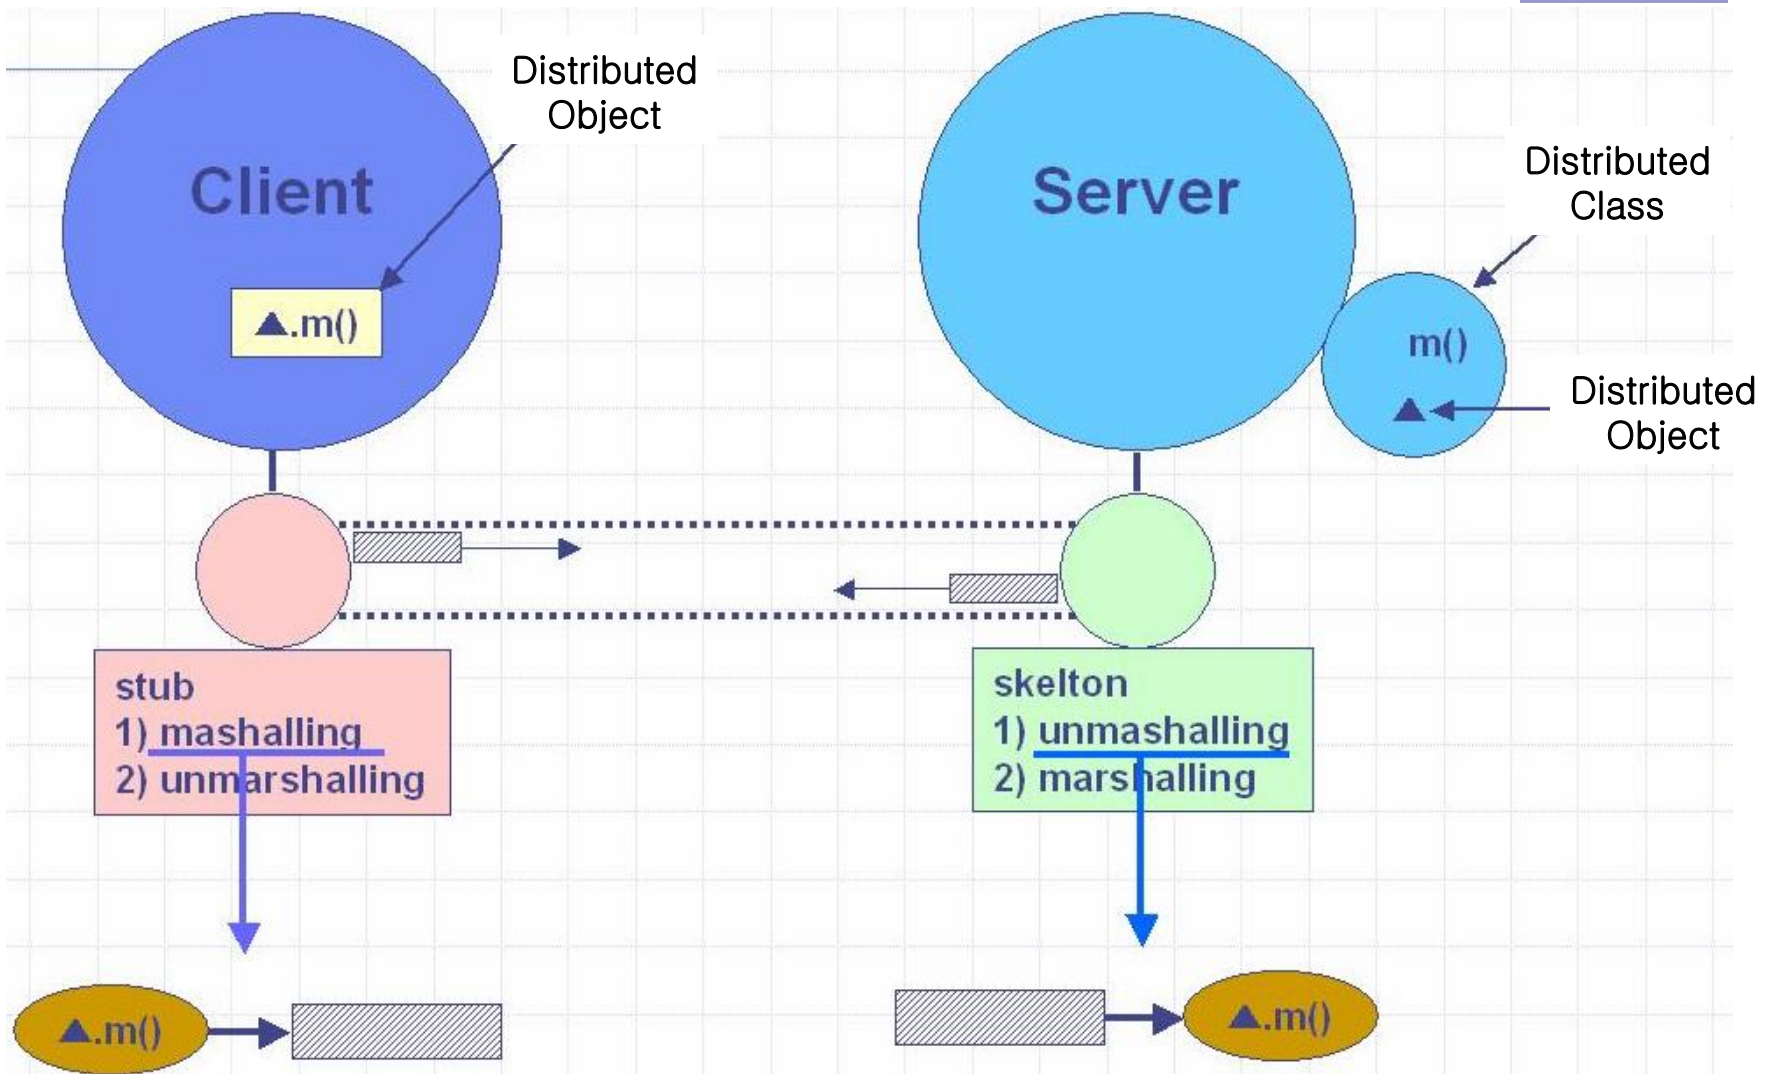 Distributed
Object
Client
▲.m()
Server
Distributed
Class
m()
▲
Distributed
Object
stub
1) mashalling
2) unmarshalling
skelton
1) unmashalling
2) marshalling
▲.m()
▲.m()